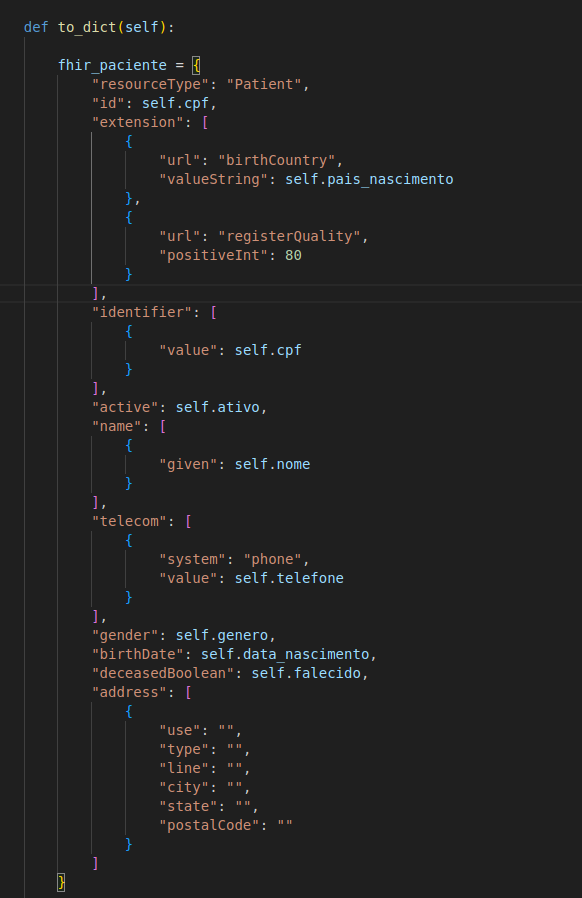 def to_dict(self):
fhir_paciente = {
"resourceType": "Patient",
"id": self.cpf,
"extension": [
{
"url": "birthCountry",
"valueString": self.pais_nascimento
},
{
"url": "registerQuality",
"positiveInt": 80
}
],
"identifier": [
{
"value": self.cpf
}
],
"active": self.ativo,
"name": [
{
"given": self.nome
}
],
"telecom": [
{
"system": "phone",
"value": self.telefone
}
],
"gender": self.genero,
"birthDate": self.data_nascimento,
"deceasedBoolean": self.falecido,
"address": [
{
"use": "",
"type": "",
"line": "",
"city": "",
"state": "",
"postalCode": ""
}
]
}